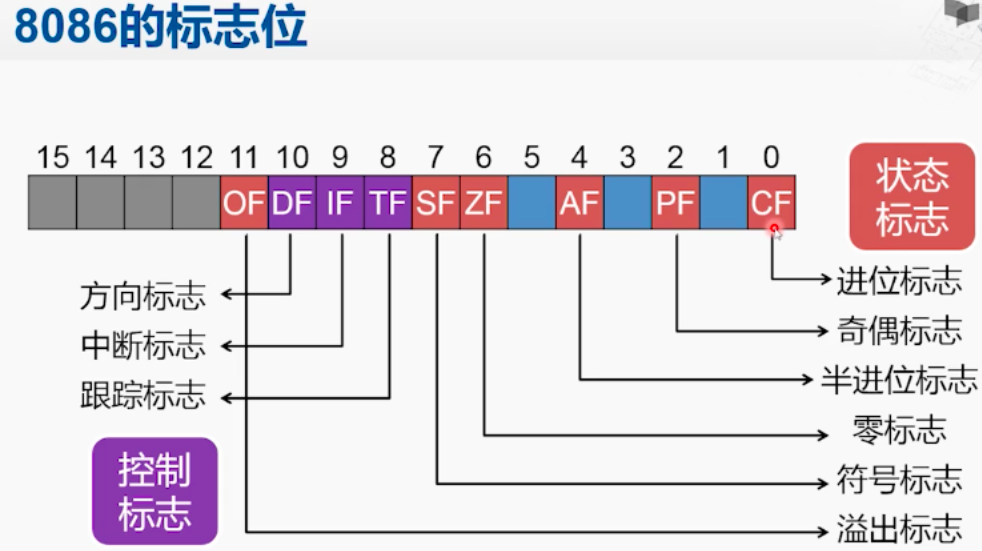 8086的标志位
15 14 13 12 11 10 9 8 7 6 5 4 3 2 1 0
OF DF IF TF SF ZF AF PF CF
状态
标志
方向标志
进位标志
中断标志
奇偶标志
跟踪标志
半进位标志
控制
标志
零标志
符号标志
溢出标志